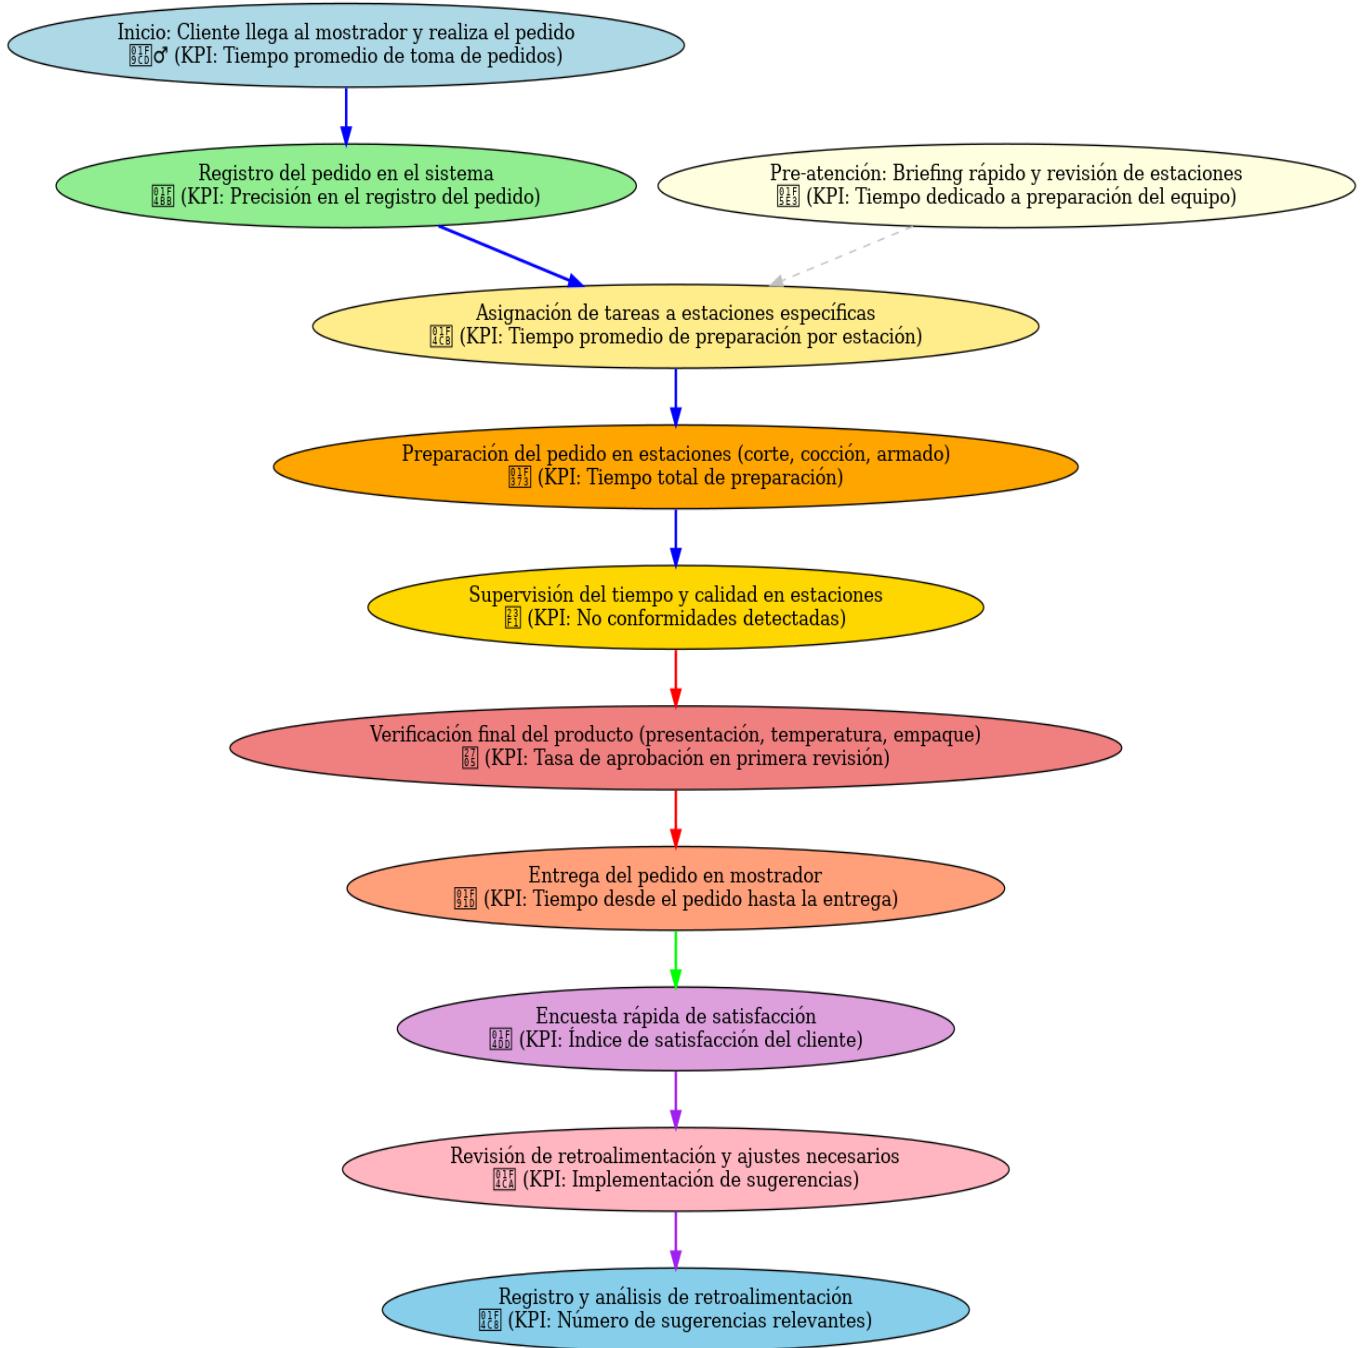 Inicio: Cliente llega al mostrador y realiza el pedido
♂ (KPI: Tiempo promedio de toma de pedidos)
Registro del pedido en el sistema
(KPI: Precisión en el registro del pedido)
Pre-atención: Briefing rápido y revisión de estaciones
(KPI: Tiempo dedicado a preparación del equipo)
Asignación de tareas a estaciones específicas
(KPI: Tiempo promedio de preparación por estación)
Preparación del pedido en estaciones (corte, cocción, armado)
(KPI: Tiempo total de preparación)
Supervisión del tiempo y calidad en estaciones
(KPI: No conformidades detectadas)
Verificación final del producto (presentación, temperatura, empaque)
(KPI: Tasa de aprobación en primera revisión)
Entrega del pedido en mostrador
(KPI: Tiempo desde el pedido hasta la entrega)
Encuesta rápida de satisfacción
(KPI: Índice de satisfacción del cliente)
Revisión de retroalimentación y ajustes necesarios
(KPI: Implementación de sugerencias)
Registro y análisis de retroalimentación
(KPI: Número de sugerencias relevantes)